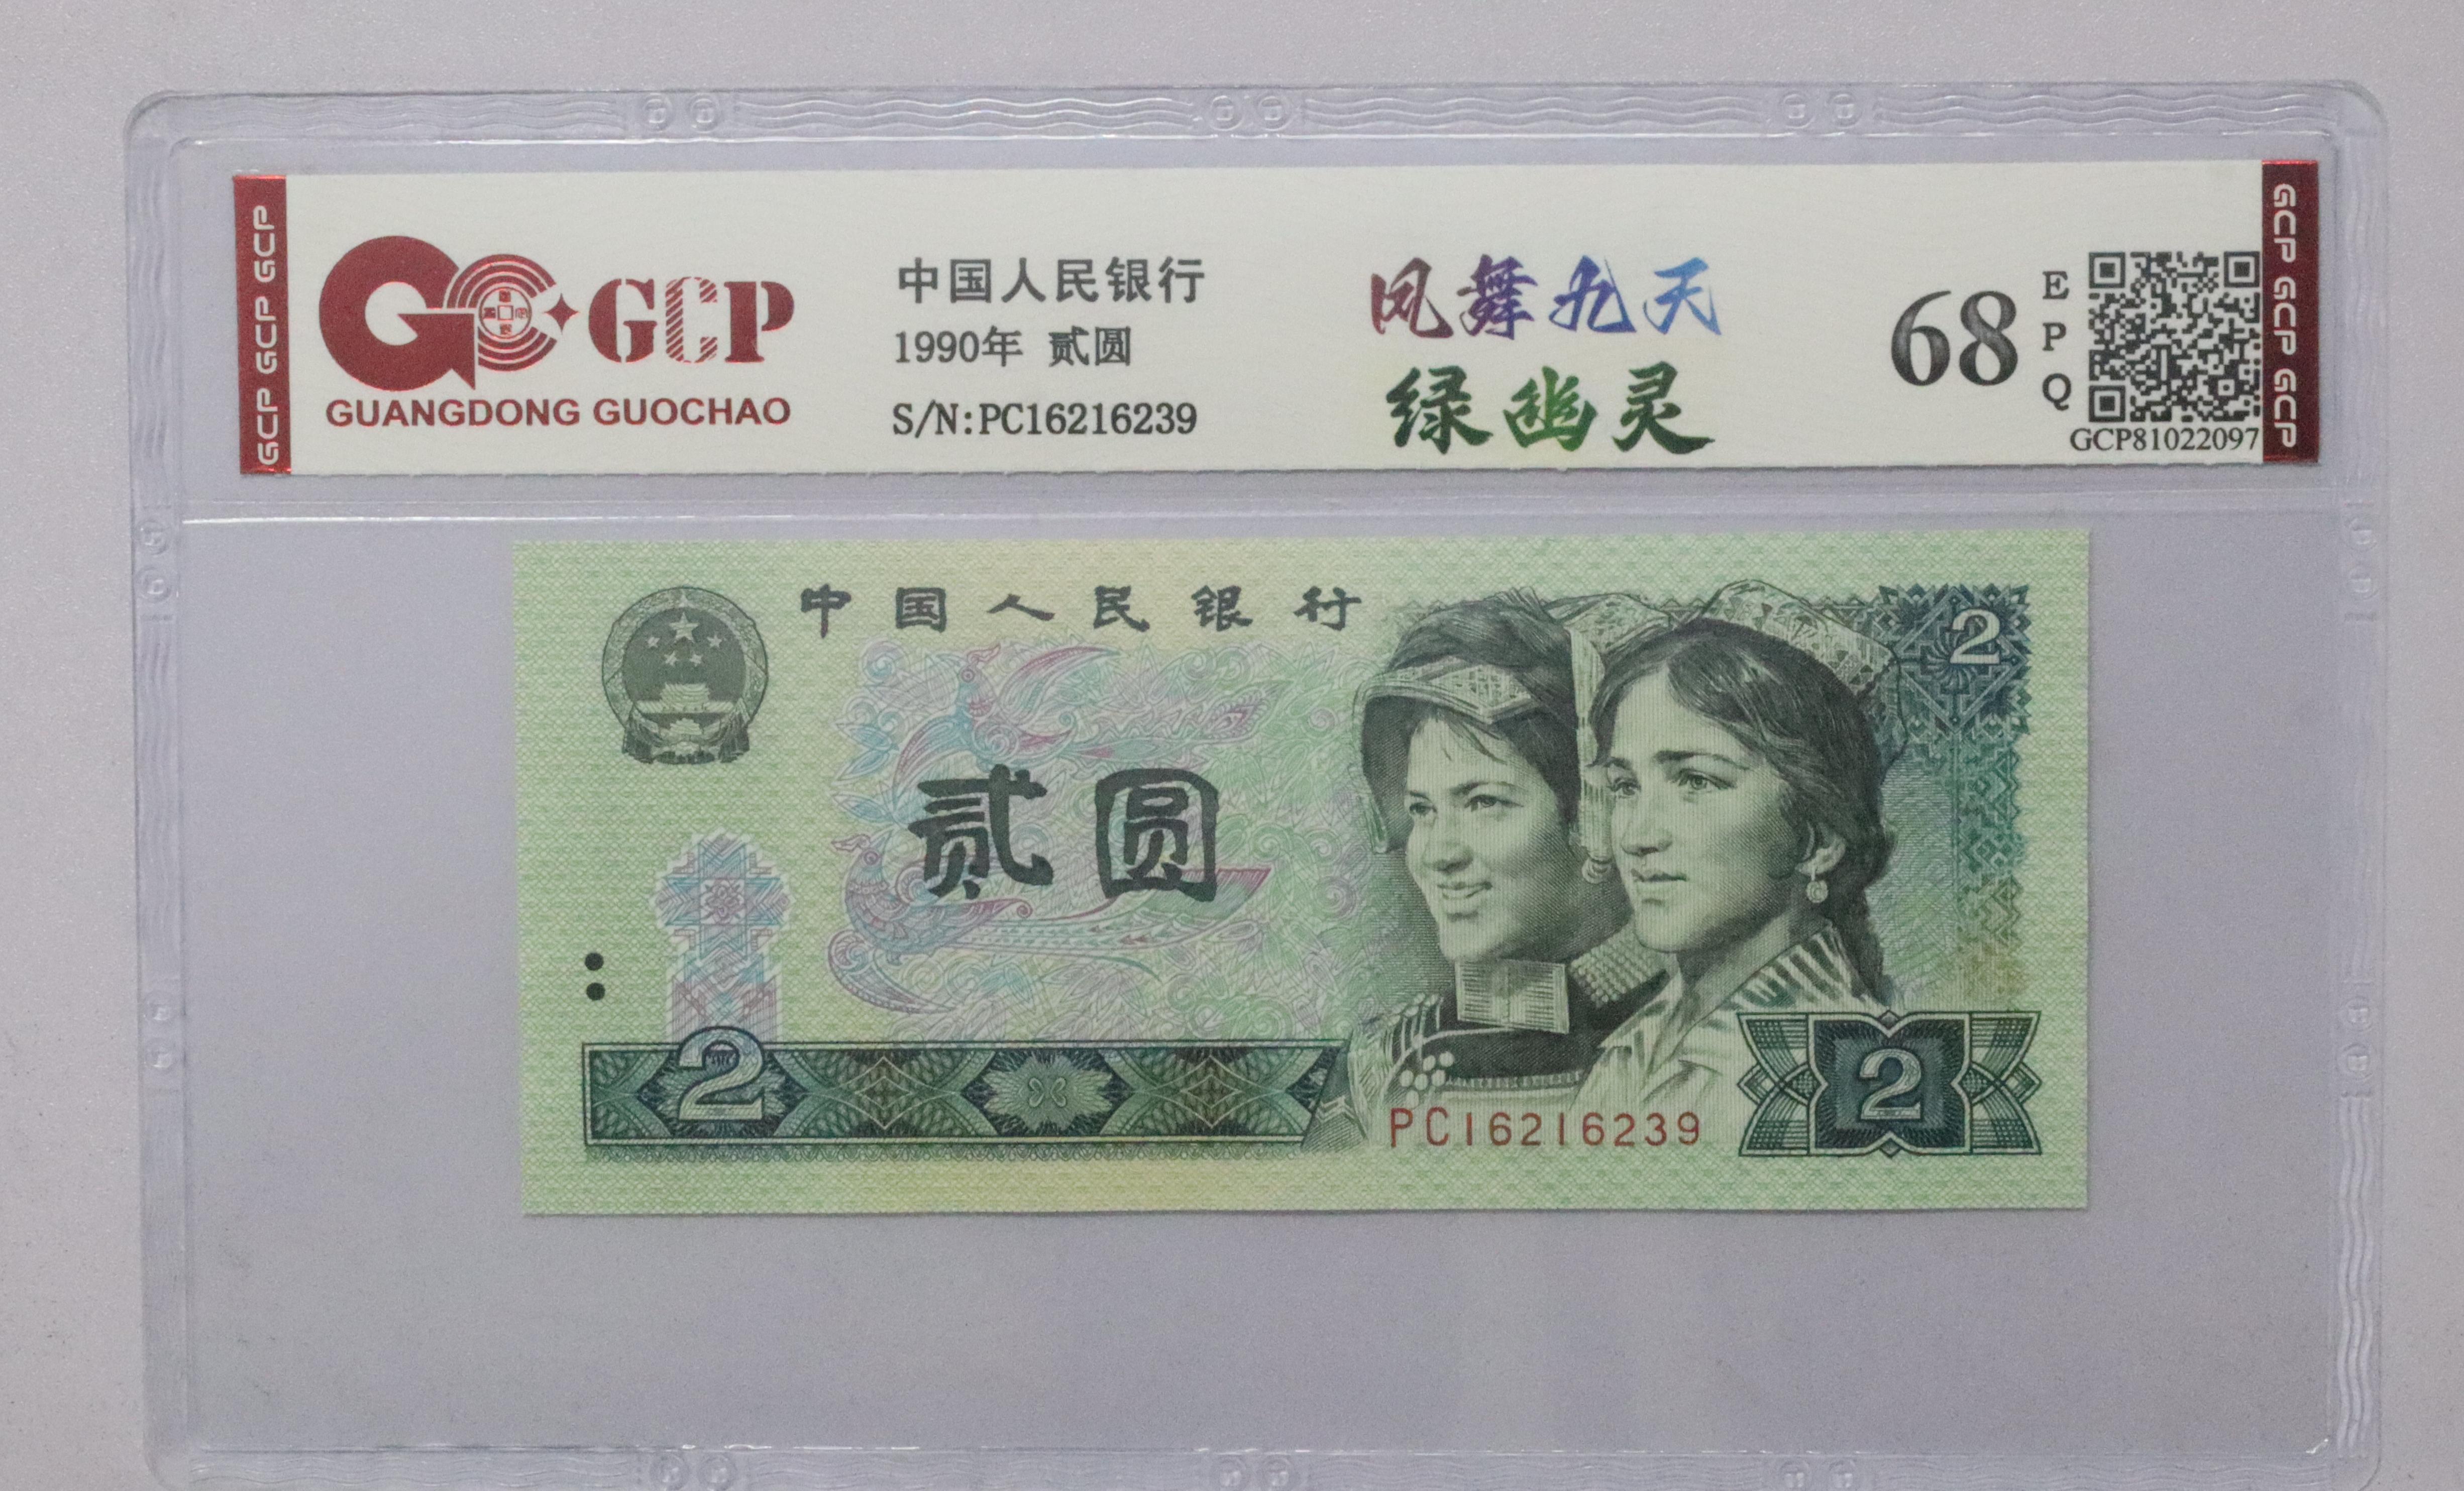 GCP GCP GCP
GCP
GUANGDONG GUOCHAO
中国人民银行
1990年 贰圆
S/N:PC16216239
凤舞九天
绿幽灵
68
E
P
Q
GCP81022097
GCP GCP GCP
中国人民银行
2
贰圆
2
PC16216239
2